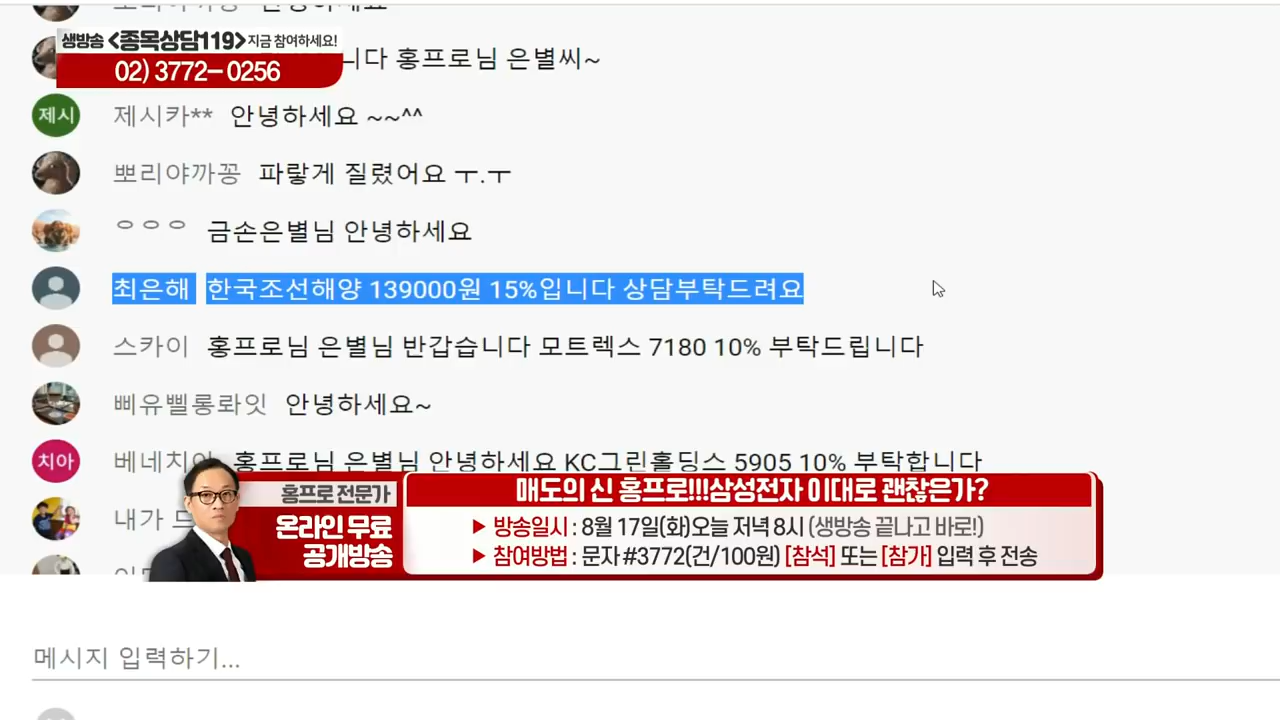 생방송 <종목상담119> 지금 참여하세요!
02) 3772-0256
니다 홍프로님 은별씨~
제시
제시카** 안녕하세요 ~~^^
뽀리야까꿍 파랗게 질렸어요 ㅜ.ㅜ
ㅇㅇㅇ 금손은별님 안녕하세요
최은해 한국조선해양 139000원 15%입니다 상담부탁드려요
스카이 홍프로님 은별님 반갑습니다 모트렉스 7180 10% 부탁드립니다
삐유삘롱롸잇 안녕하세요~
치아
베네치아 홍프로님 은별님 안녕하세요 KC그린홀딩스 5905 10% 부탁합니다
내가
홍프로 전문가
온라인 무료
공개방송
매도의 신 홍프로!!!삼성전자 이대로 괜찮은가?
▶ 방송일시 : 8월 17일(화)오늘 저녁 8시 (생방송 끝나고 바로!)
▶ 참여방법 : 문자 #3772(건/100원) [참석] 또는 [참가] 입력 후 전송
메시지 입력하기...